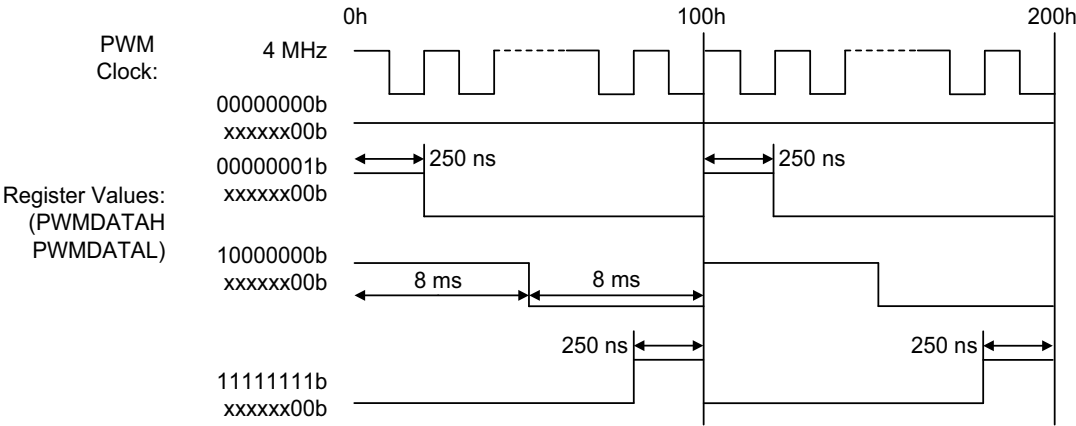 0h 100h 200h
PWM
Clock:
4 MHz
00000000b
xxxxxx00b
00000001b
xxxxxx00b
250 ns 250 ns
Register Values:
(PWMDATAH
PWMDATAL)
10000000b
xxxxxx00b
8 ms 8 ms
250 ns 250 ns
11111111b
xxxxxx00b